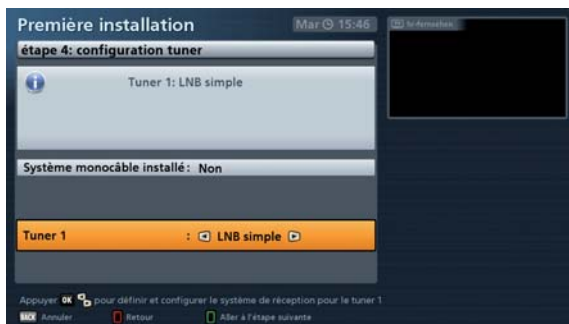 Première installation
Mar 15:46
hr-fernsehen
étape 4: configuration tuner
Tuner 1: LNB simple
Système monocâble installé: Non
Tuner 1 : LNB simple
Appuyer OK pour définir et configurer le système de réception pour le tuner 1
BACK Annuler Retour Aller à l'étape suivante